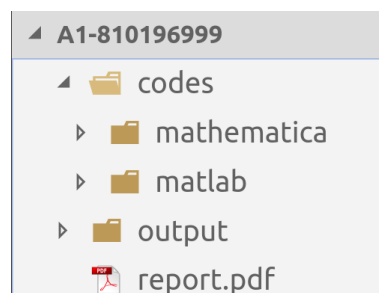 A1-810196999
codes
mathematica
matlab
output
report.pdf